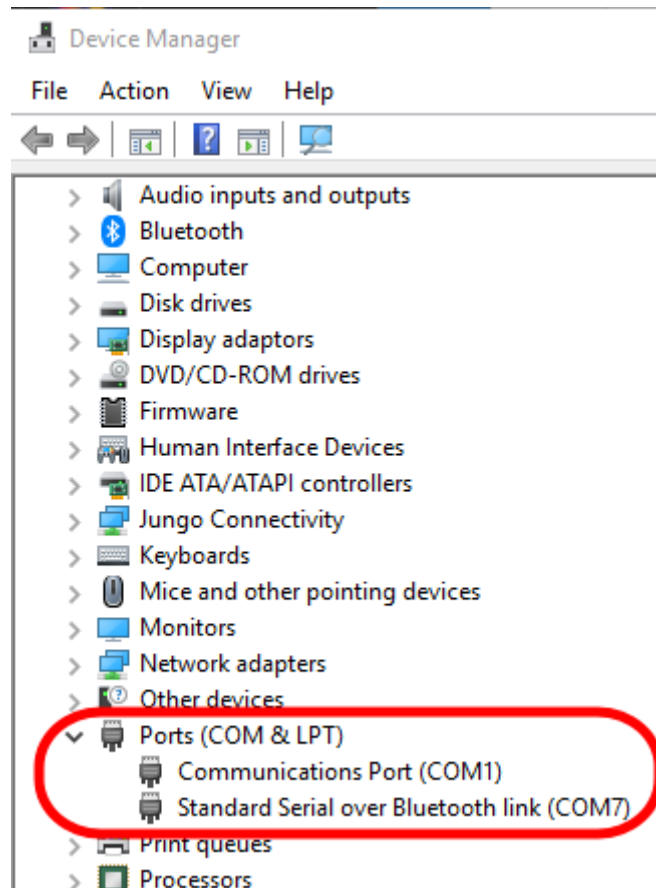 Device Manager
File Action View Help
Audio inputs and outputs
Bluetooth
Computer
Disk drives
Display adaptors
DVD/CD-ROM drives
Firmware
Human Interface Devices
IDE ATA/ATAPI controllers
Jungo Connectivity
Keyboards
Mice and other pointing devices
Monitors
Network adapters
Other devices
Ports (COM & LPT)
Communications Port (COM1)
Standard Serial over Bluetooth link (COM7)
Print queues
Processors